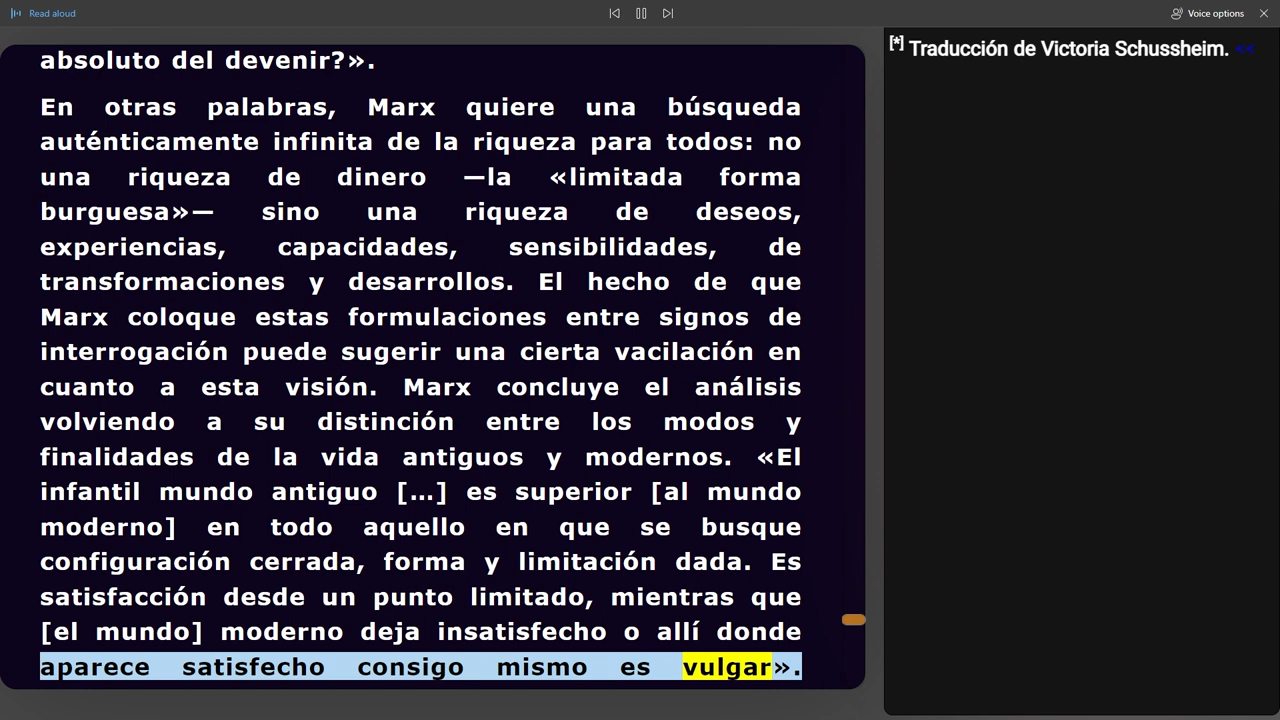 Read aloud
Voice options
absoluto del devenir?».
En otras palabras, Marx quiere una búsqueda
auténticamente infinita de la riqueza para todos: no
una riqueza de dinero —la «limitada forma
burguesa»— sino una riqueza de deseos,
experiencias, capacidades, sensibilidades, de
transformaciones y desarrollos. El hecho de que
Marx coloque estas formulaciones entre signos de
interrogación puede sugerir una cierta vacilación en
cuanto a esta visión. Marx concluye el análisis
volviendo a su distinción entre los modos y
finalidades de la vida antiguos y modernos. «El
infantil mundo antiguo [...] es superior [al mundo
moderno] en todo aquello en que se busque
configuración cerrada, forma y limitación dada. Es
satisfacción desde un punto limitado, mientras que
[el mundo] moderno deja insatisfecho o allí donde
aparece satisfecho consigo mismo es vulgar».
[*] Traducción de Victoria Schussheim. <<